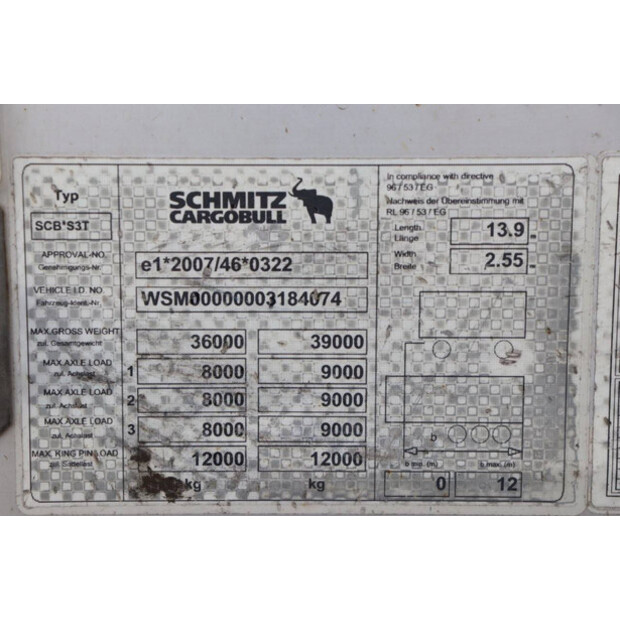 Typ
SCB*S3T
SCHMITZ
CARGOBULL
In compliance with directive
96/53/EG
Nachweis der Übereinstimmung mit
RL 96/53/EG
Length
Länge
13.9
Width
Breite
2.55
APPROVAL-NO.
Genehmigungs-Nr.
e1*2007/46*0322
VEHICLE I.D. NO.
Fahrzeug-Ident.-Nr.
WSM00000003184074
MAX.GROSS WEIGHT
zul. Gesamtgewicht
36000 39000
MAX.AXLE LOAD
zul. Achslast
1 8000 9000
MAX.AXLE LOAD
zul. Achslast
2 8000 9000
MAX.AXLE LOAD
zul. Achslast
3 8000 9000
MAX. KING PIN LOAD
zul. Sattellast
12000 12000
kg kg
b
b min. (m) b max. (m)
0 12